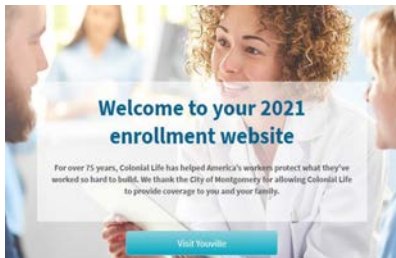 Welcome to your 2021
enrollment website
For over 75 years, Colonial Life has helped America's workers protect what they've
worked so hard to build. We thank the City of Montgomery for allowing Colonial Life
to provide coverage to you and your family.
Visit Youville